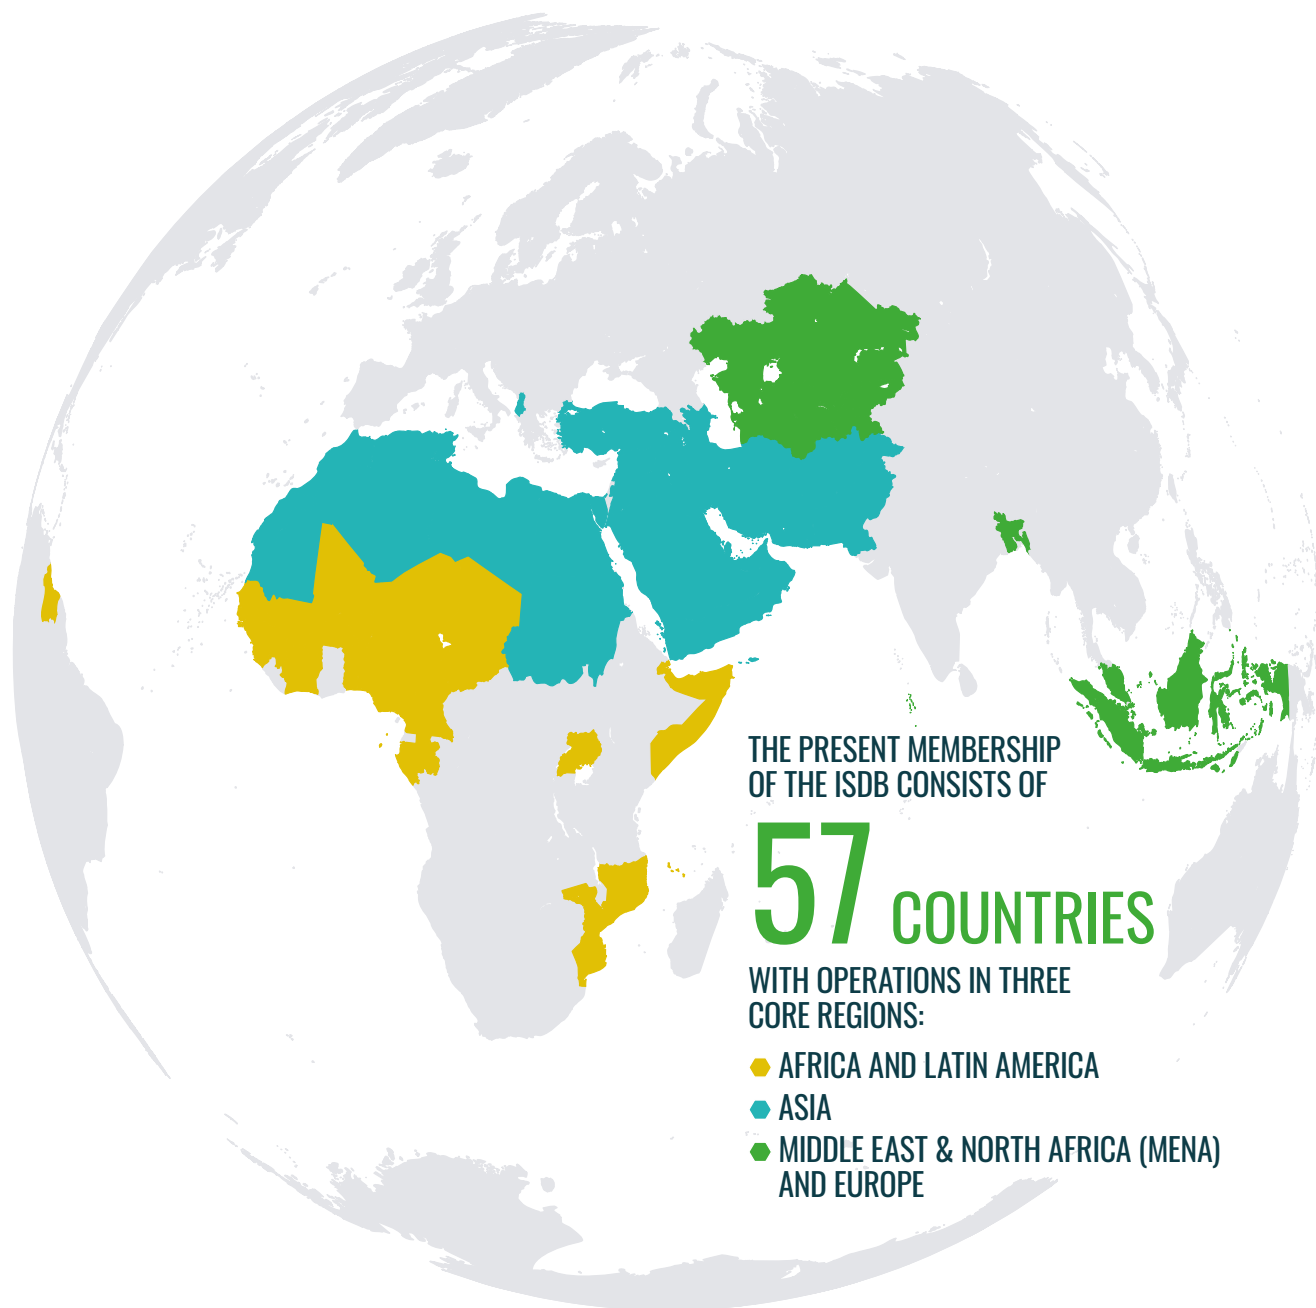 THE PRESENT MEMBERSHIP
OF THE ISDB CONSISTS OF
57 COUNTRIES
WITH OPERATIONS IN THREE
CORE REGIONS:
AFRICA AND LATIN AMERICA
ASIA
MIDDLE EAST & NORTH AFRICA (MENA)
AND EUROPE